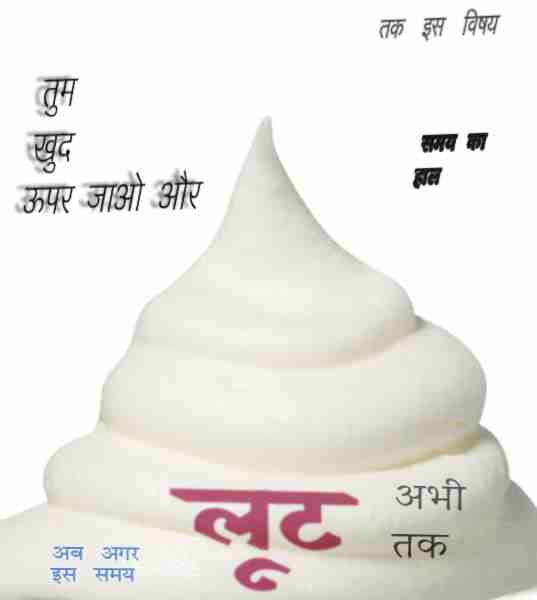 तक इस विषय
तुम
खुद
ऊपर जाओ और
समय का
हाल
लूट
अभी
तक
अब अगर
इस समय